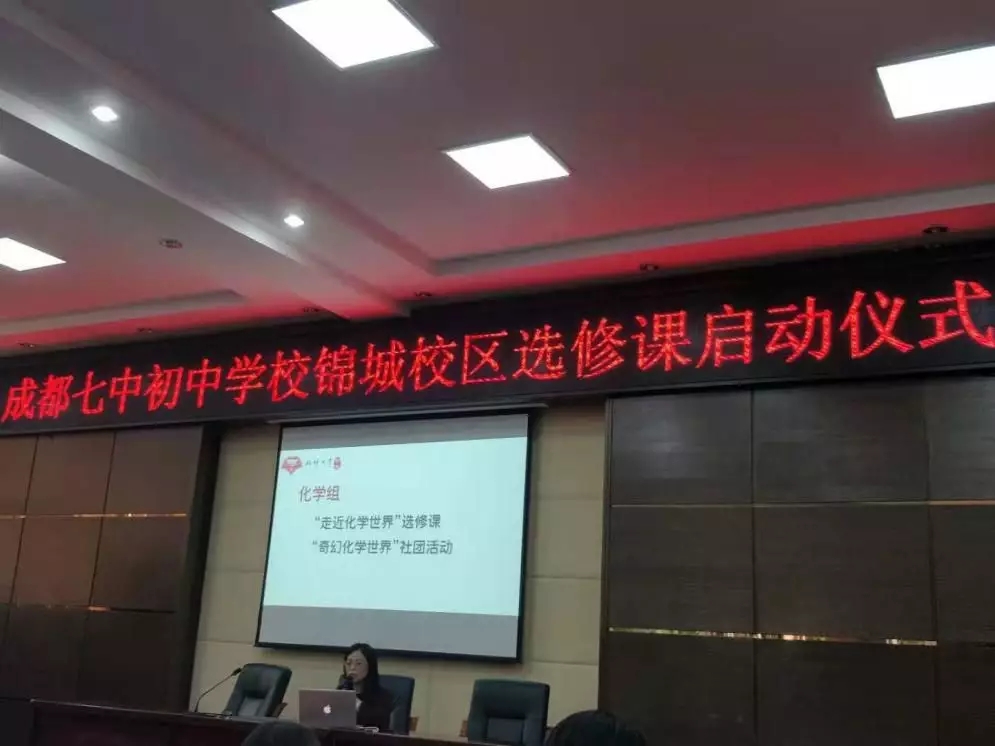 成都七中初中学校锦城校区选修课启动仪式
化学组
“走近化学世界”选修课
“奇幻化学世界”社团活动